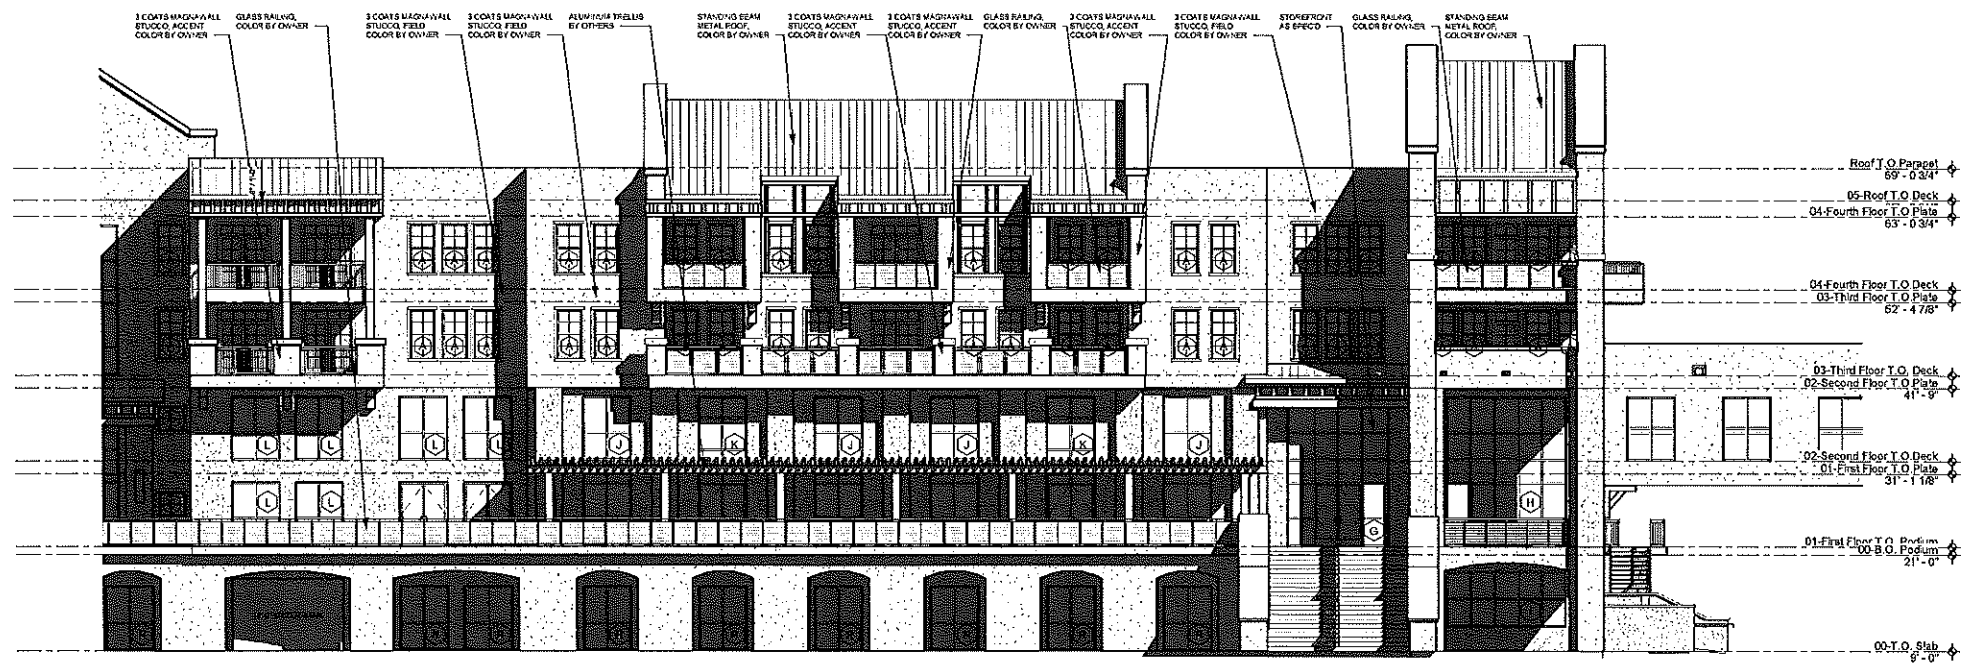 3 COATS MAGNAWALL
STUCCO, ACCENT
COLOR BY OWNER
GLASS RAILING,
COLOR BY OWNER
3 COATS MAGNAWALL
STUCCO, FIELD
COLOR BY OWNER
3 COATS MAGNAWALL
STUCCO, FIELD
COLOR BY OWNER
ALUMINUM TRELLIS
BY OTHERS
STANDING SEAM
METAL ROOF,
COLOR BY OWNER
3 COATS MAGNAWALL
STUCCO, ACCENT
COLOR BY OWNER
3 COATS MAGNAWALL
STUCCO, ACCENT
COLOR BY OWNER
GLASS RAILING,
COLOR BY OWNER
3 COATS MAGNAWALL
STUCCO, ACCENT
COLOR BY OWNER
3 COATS MAGNAWALL
STUCCO, FIELD
COLOR BY OWNER
STOREFRONT
AS SPEC'D
GLASS RAILING,
COLOR BY OWNER
STANDING SEAM
METAL ROOF,
COLOR BY OWNER
Roof T.O. Parapet
69' - 0 3/4"
05-Roof T.O. Deck
04-Fourth Floor T.O. Plate
63' - 0 3/4"
04-Fourth Floor T.O. Deck
03-Third Floor T.O. Plate
52' - 4 7/8"
03-Third Floor T.O. Deck
02-Second Floor T.O. Plate
41' - 9"
02-Second Floor T.O. Deck
01-First Floor T.O. Plate
31' - 1 1/8"
01-First Floor T.O. Podium
00-B.O. Podium
21' - 0"
00-T.O. Slab
9' - 0"
A A A A A A A A
L L L L J K J J K J
L L H
G